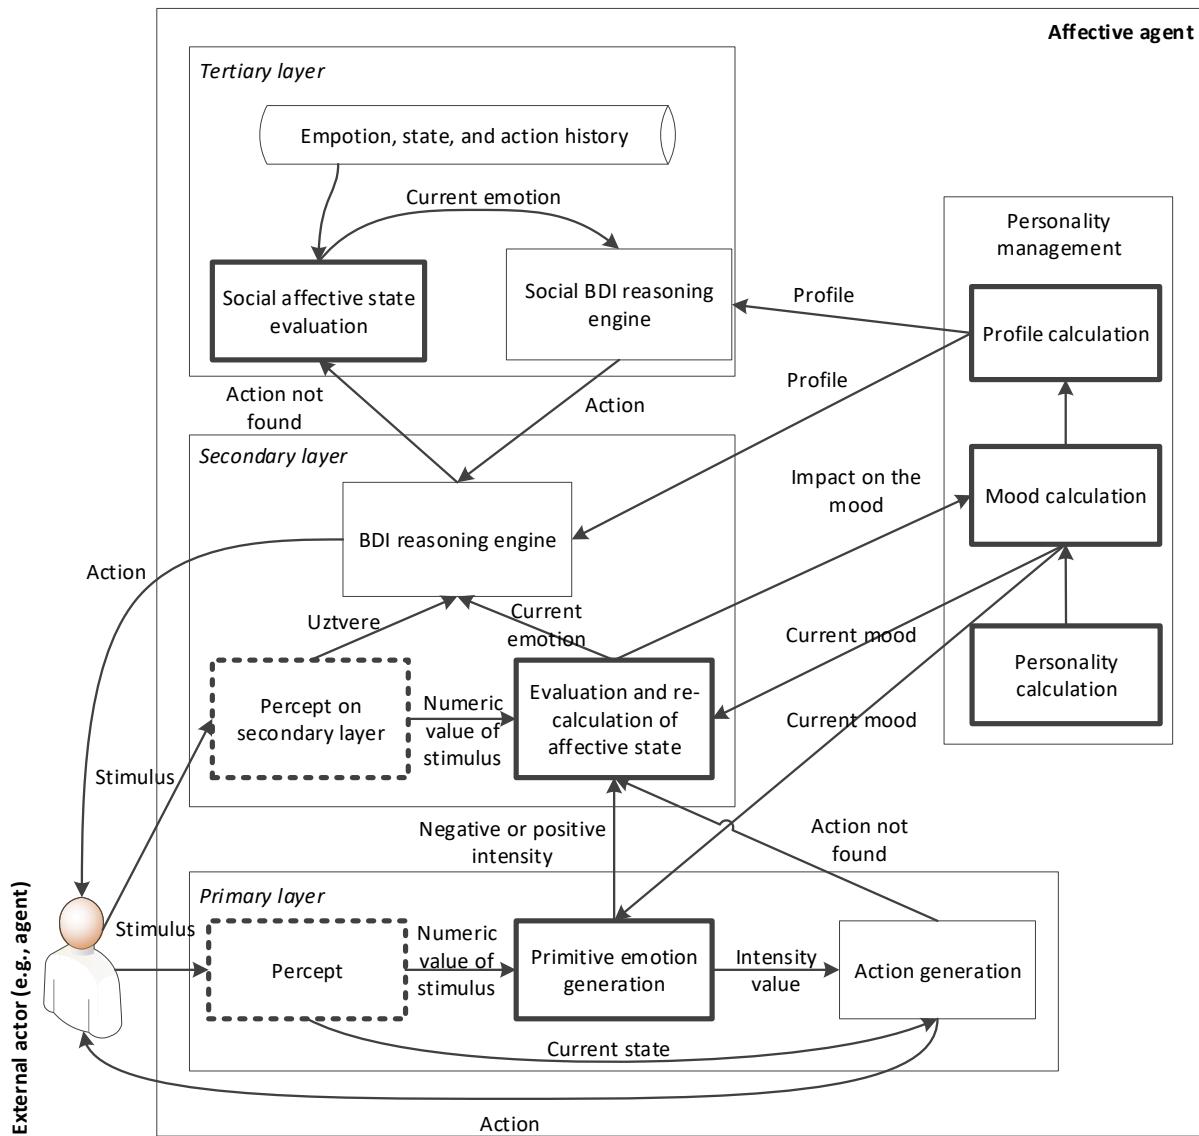 Affective agent
Tertiary layer
Empotion, state, and action history
Current emotion
Social affective state
evaluation
Social BDI reasoning
engine
Personality
management
Profile
Profile calculation
Profile
Action not
found
Action
Secondary layer
Impact on the
mood
Mood calculation
BDI reasoning engine
Action
Uztvere
Current
emotion
Current mood
Personality
calculation
Percept on
secondary layer
Numeric
value of
stimulus
Evaluation and re-
calculation of
affective state
Current mood
Stimulus
Negative or positive
intensity
Action not
found
Primary layer
External actor (e.g., agent)
Stimulus
Percept
Numeric
value of
stimulus
Primitive emotion
generation
Intensity
value
Action generation
Current state
Action